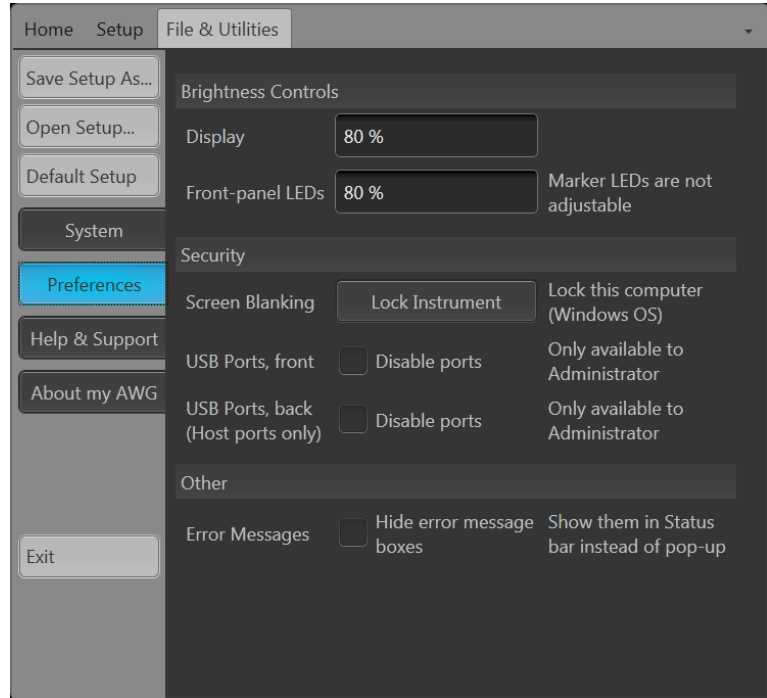 Home Setup File & Utilities
Save Setup As...
Open Setup...
Default Setup
System
Preferences
Help & Support
About my AWG
Exit
Brightness Controls
Display 80 %
Front-panel LEDs 80 % Marker LEDs are not
adjustable
Security
Screen Blanking Lock Instrument Lock this computer
(Windows OS)
USB Ports, front Disable ports Only available to
Administrator
USB Ports, back
(Host ports only) Disable ports Only available to
Administrator
Other
Error Messages Hide error message
boxes
Show them in Status
bar instead of pop-up